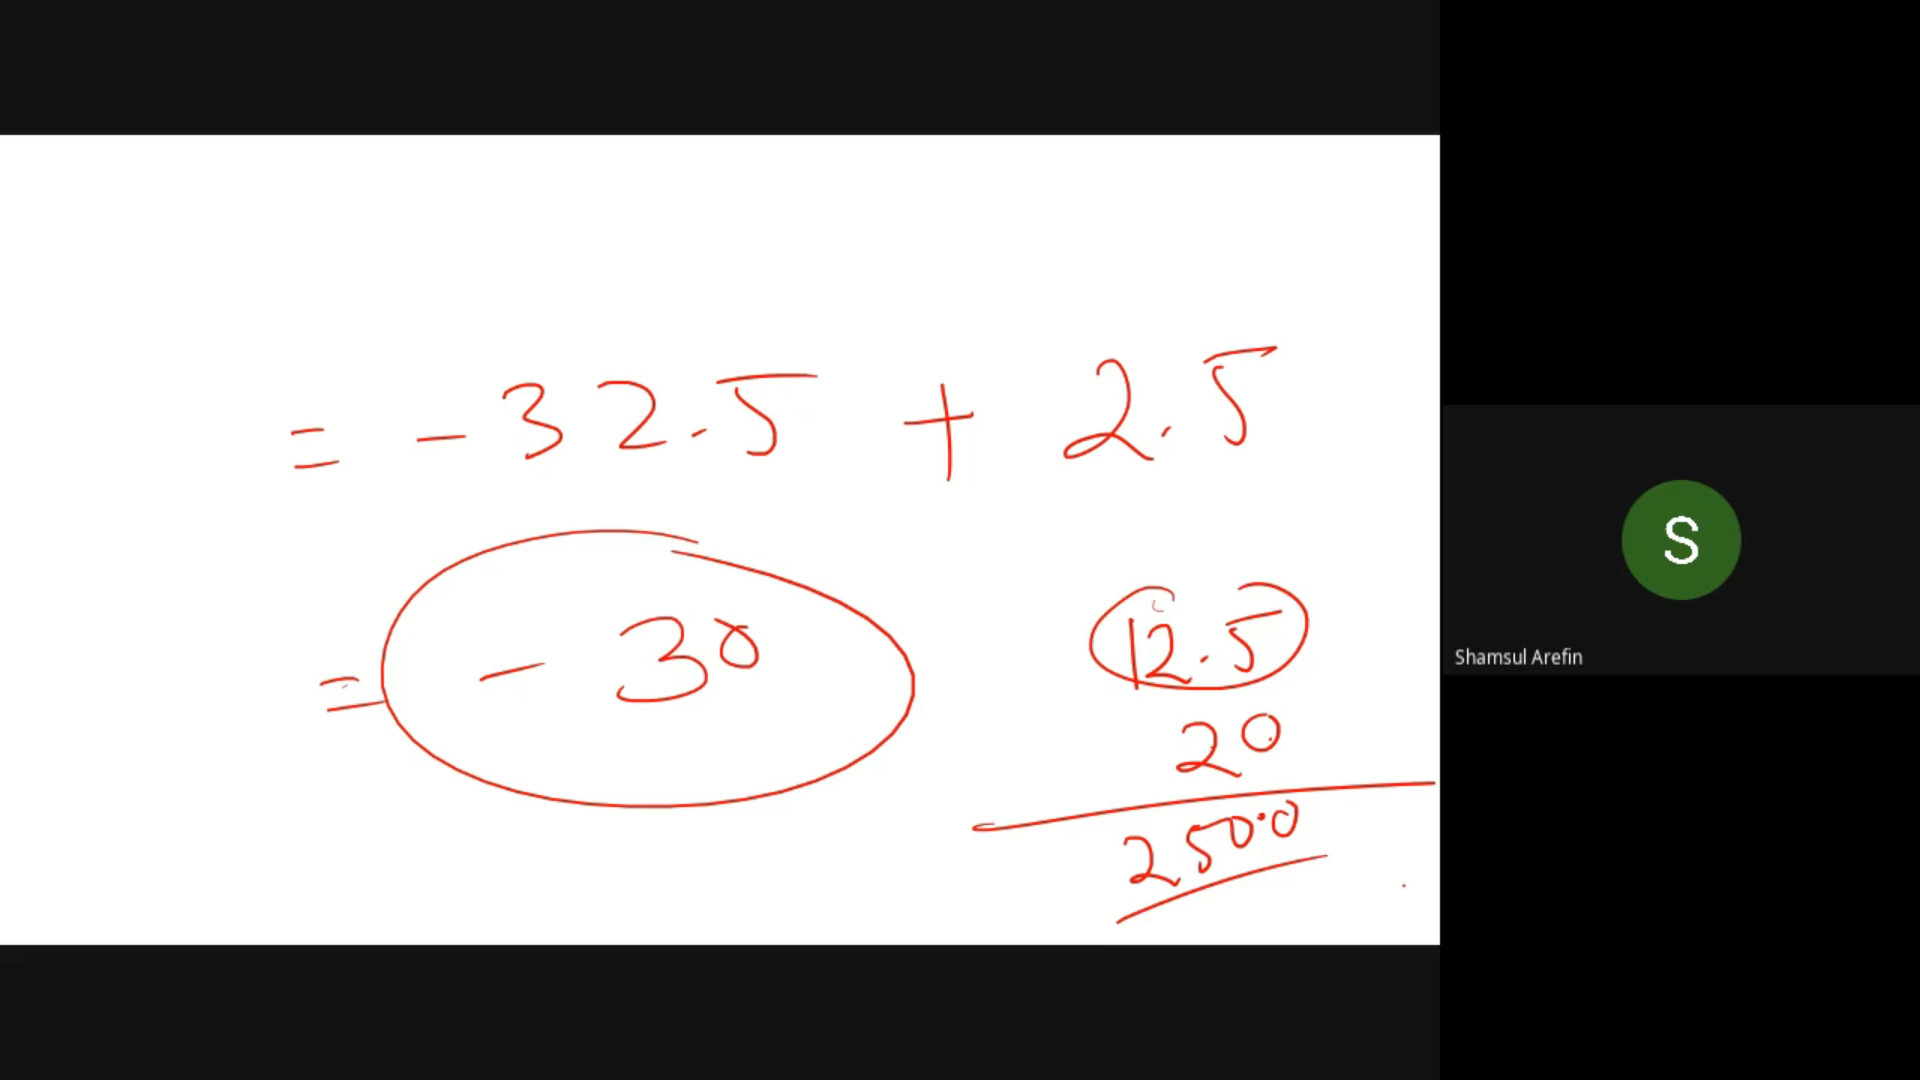 = - 32.5 + 2.5
= - 30
12.5
20
250.0
S
Shamsul Arefin